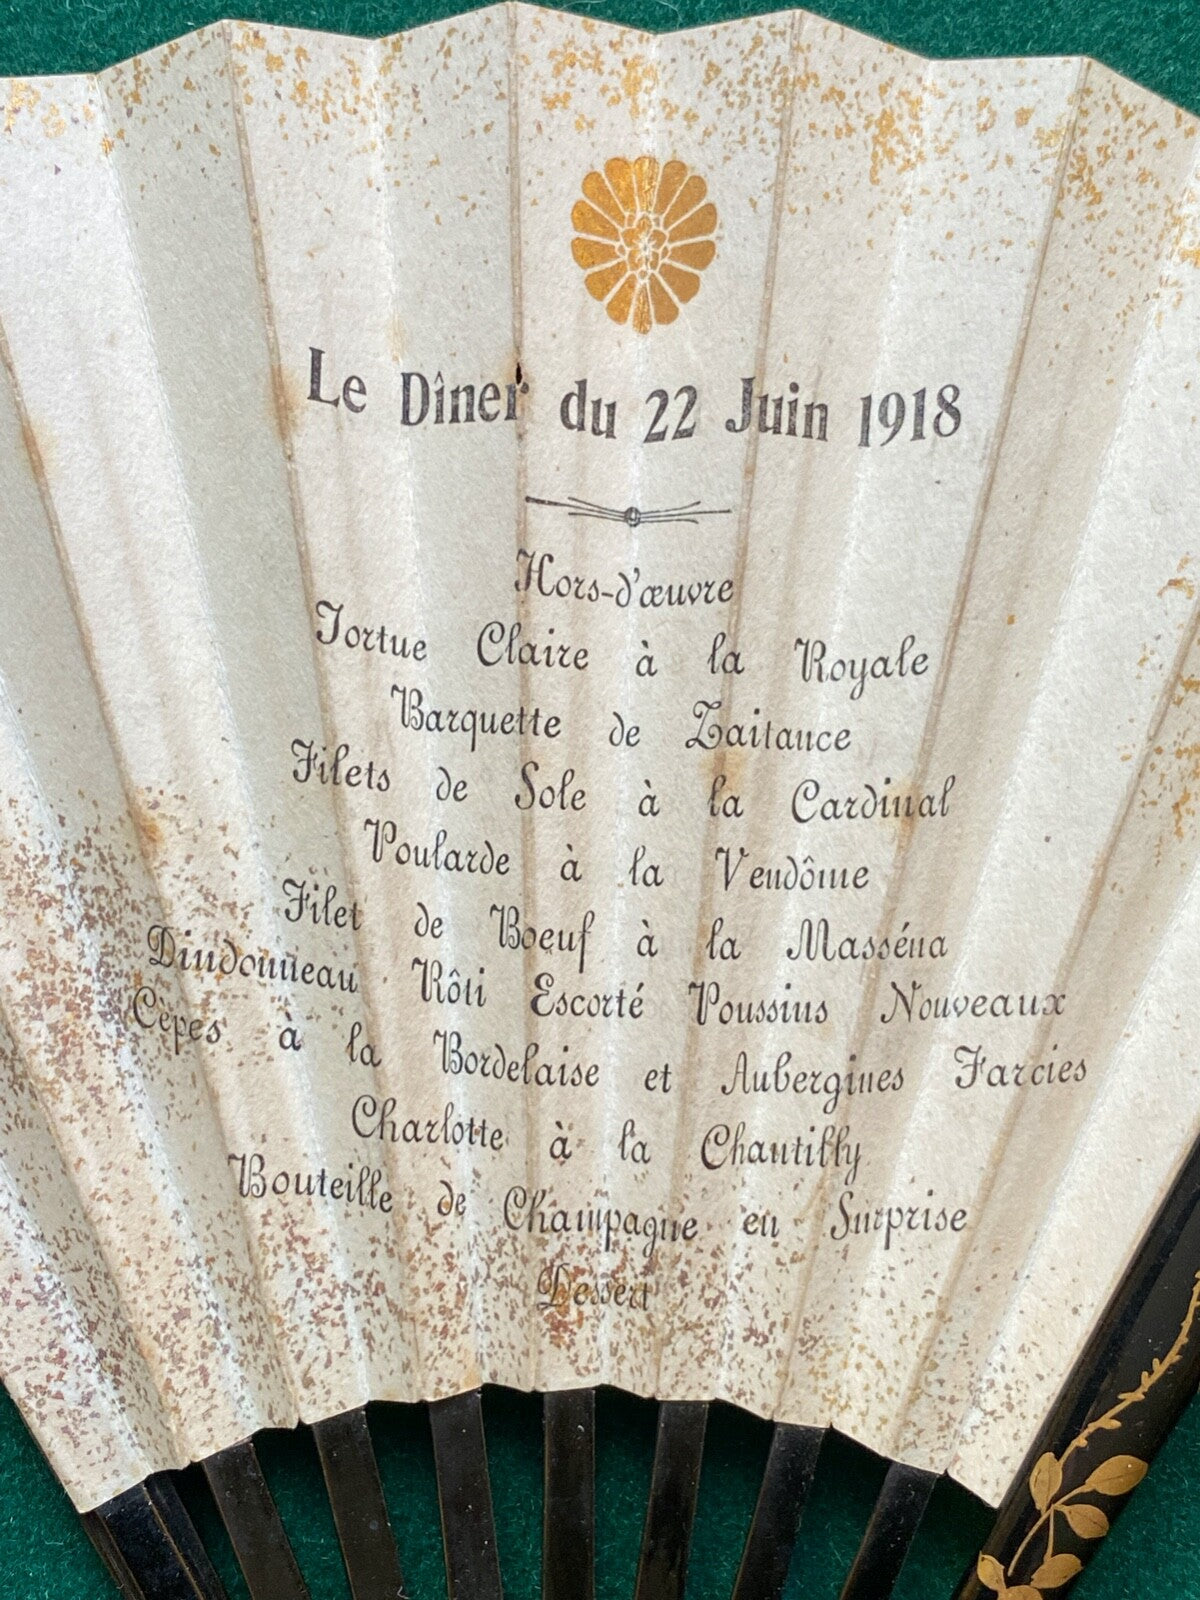 Le Dîner du 22 Juin 1918
Hors-d'œuvre
Tortue Claire à la Royale
Barquette de Laitance
Filets de Sole à la Cardinal
Poularde à la Vendôme
Filet de Boeuf à la Masséna
Dindonneau Rôti Escorté Poussins Nouveaux
Cèpes à la Bordelaise et Aubergines Farcies
Charlotte à la Chantilly
Bouteille de Champagne en Surprise
Dessert